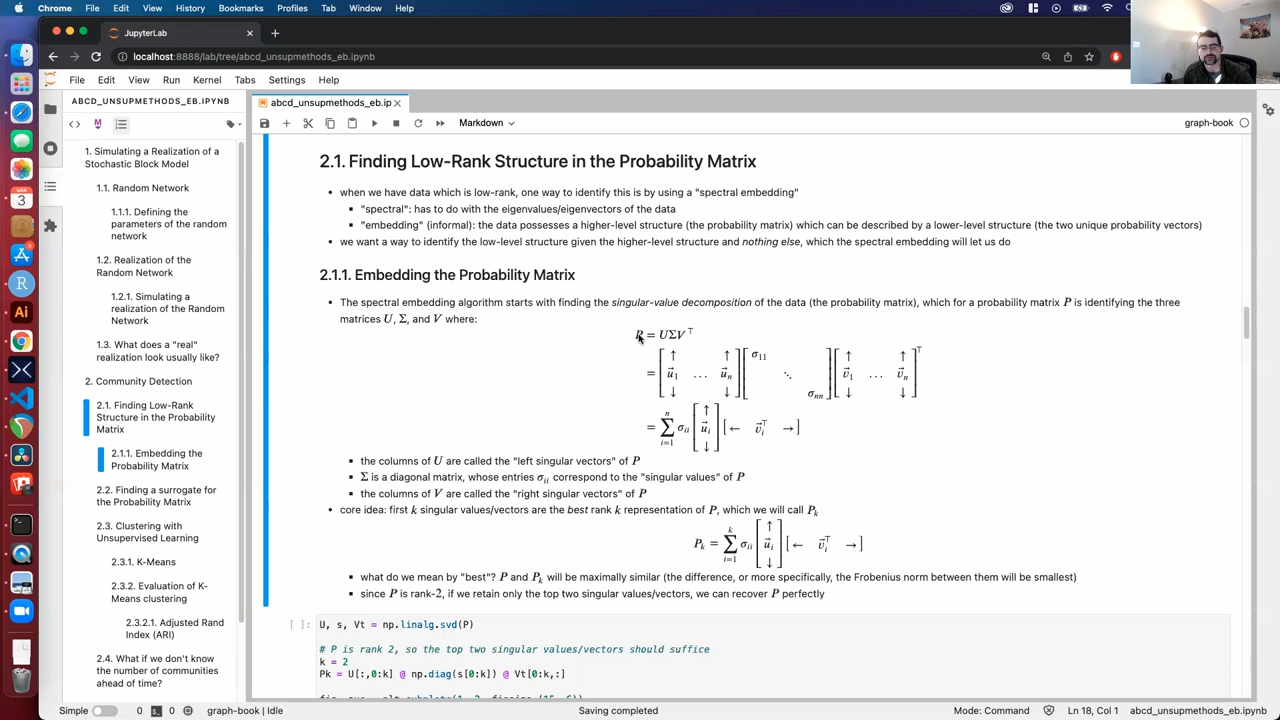 Chrome File Edit View History Bookmarks Profiles Tab Window Help
JupyterLab
localhost:8888/lab/tree/abcd_unsupmethods_eb.ipynb
File Edit View Run Kernel Tabs Settings Help
ABCD_UNSUPMETHODS_EB.IPYNB
abcd_unsupmethods_eb.ip
Markdown
graph-book
1. Simulating a Realization of a
Stochastic Block Model
1.1. Random Network
1.1.1. Defining the
parameters of the random
network
1.2. Realization of the
Random Network
1.2.1. Simulating a
realization of the Random
Network
1.3. What does a "real"
realization look usually like?
2. Community Detection
2.1. Finding Low-Rank
Structure in the Probability
Matrix
2.1.1. Embedding the
Probability Matrix
2.2. Finding a surrogate for
the Probability Matrix
2.3. Clustering with
Unsupervised Learning
2.3.1. K-Means
2.3.2. Evaluation of K-
Means clustering
2.3.2.1. Adjusted Rand
Index (ARI)
2.4. What if we don't know
the number of communities
ahead of time?
2.1. Finding Low-Rank Structure in the Probability Matrix
• when we have data which is low-rank, one way to identify this is by using a "spectral embedding"
▪ "spectral": has to do with the eigenvalues/eigenvectors of the data
▪ "embedding" (informal): the data possesses a higher-level structure (the probability matrix) which can be described by a lower-level structure (the two unique probability vectors)
• we want a way to identify the low-level structure given the higher-level structure and nothing else, which the spectral embedding will let us do
2.1.1. Embedding the Probability Matrix
• The spectral embedding algorithm starts with finding the singular-value decomposition of the data (the probability matrix), which for a probability matrix P is identifying the three
matrices U, Σ, and V where:
P = UΣV⊤
= [↑ ↑ u⃗1 ... u⃗n ↓ ↓] [σ11 ⋱ σnn] [↑ ↑ v⃗1 ... v⃗n ↓ ↓]⊤
= ∑ i=1 n σii [↑ u⃗i ↓] [← v⃗i⊤ →]
▪ the columns of U are called the "left singular vectors" of P
▪ Σ is a diagonal matrix, whose entries σii correspond to the "singular values" of P
▪ the columns of V are called the "right singular vectors" of P
• core idea: first k singular values/vectors are the best rank k representation of P, which we will call Pk
Pk = ∑ i=1 k σii [↑ u⃗i ↓] [← v⃗i⊤ →]
▪ what do we mean by "best"? P and Pk will be maximally similar (the difference, or more specifically, the Frobenius norm between them will be smallest)
▪ since P is rank-2, if we retain only the top two singular values/vectors, we can recover P perfectly
[ ]: U, s, Vt = np.linalg.svd(P)
# P is rank 2, so the top two singular values/vectors should suffice
k = 2
Pk = U[:,0:k] @ np.diag(s[0:k]) @ Vt[0:k,:]
Simple 0 0 graph-book | Idle Saving completed Mode: Command Ln 18, Col 1 abcd_unsupmethods_eb.ipynb